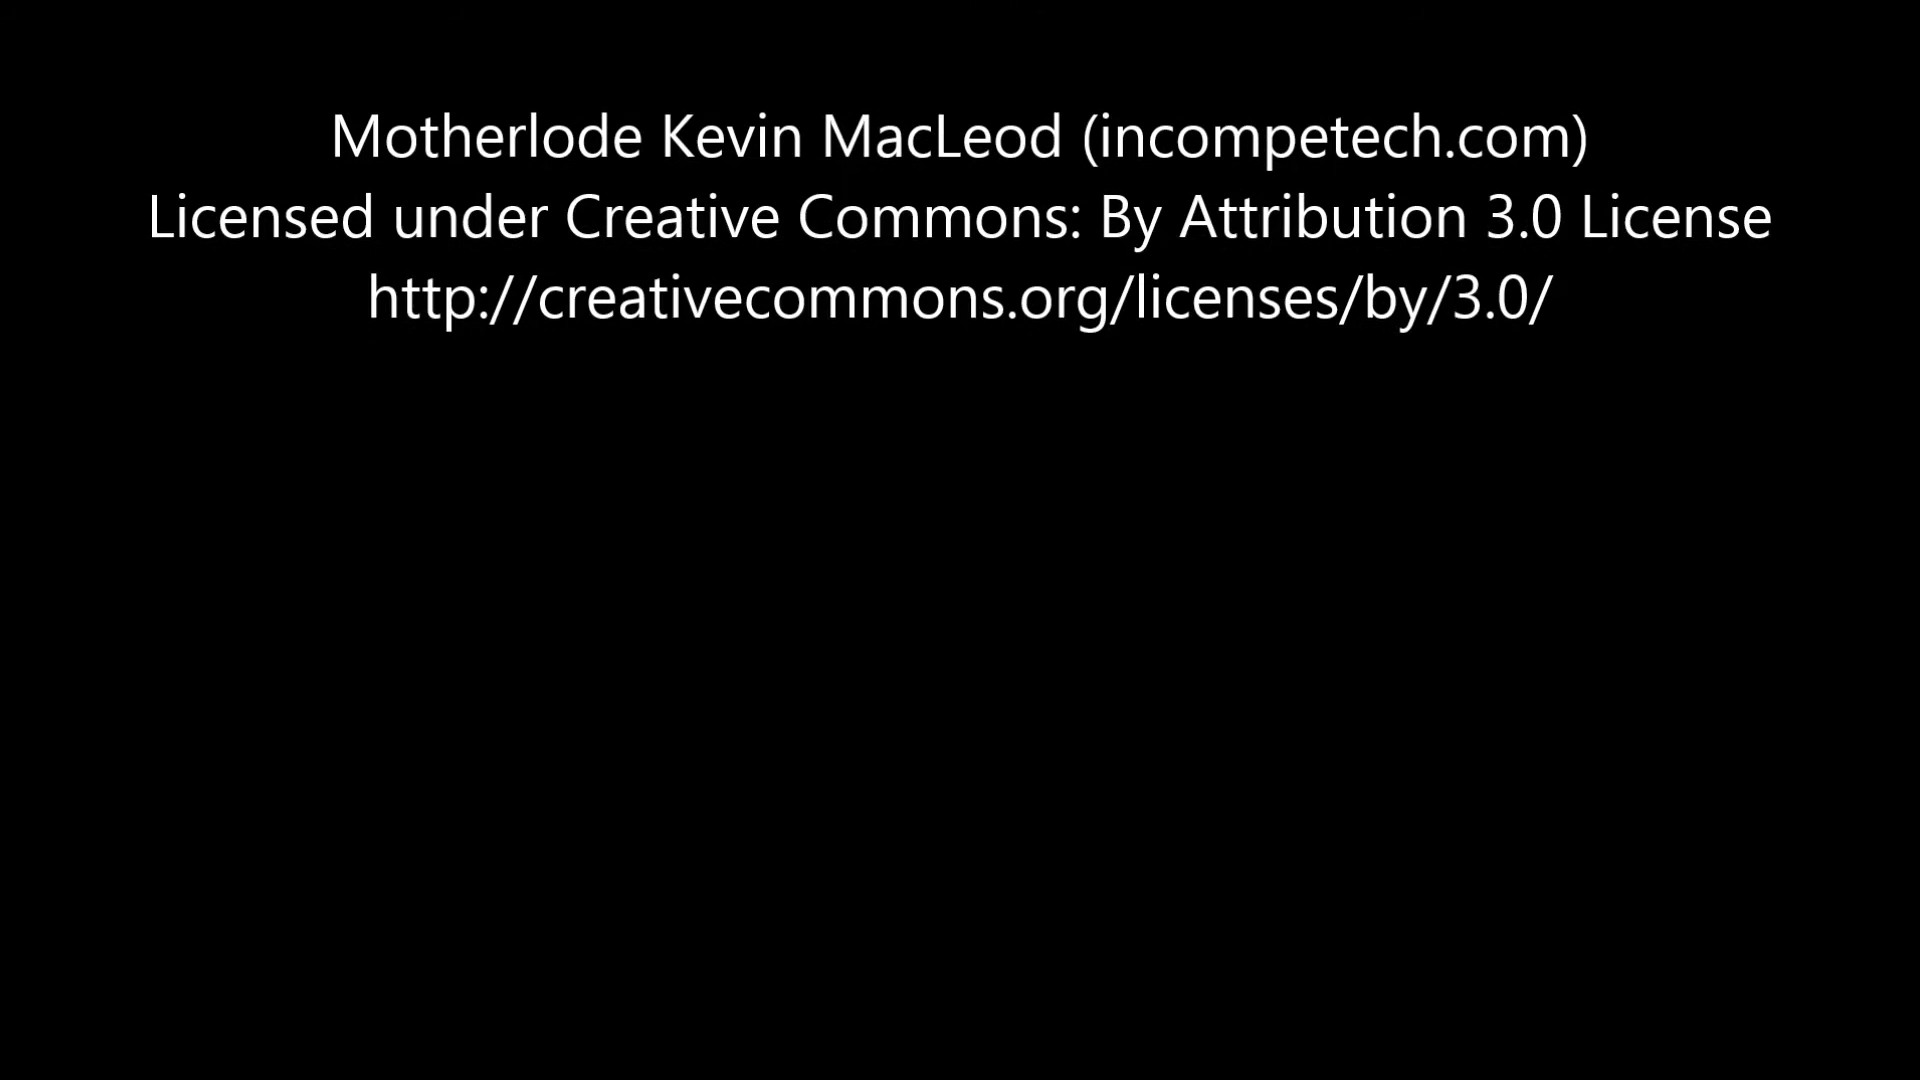 Motherlode Kevin MacLeod (incompetech.com)
Licensed under Creative Commons: By Attribution 3.0 License
http://creativecommons.org/licenses/by/3.0/